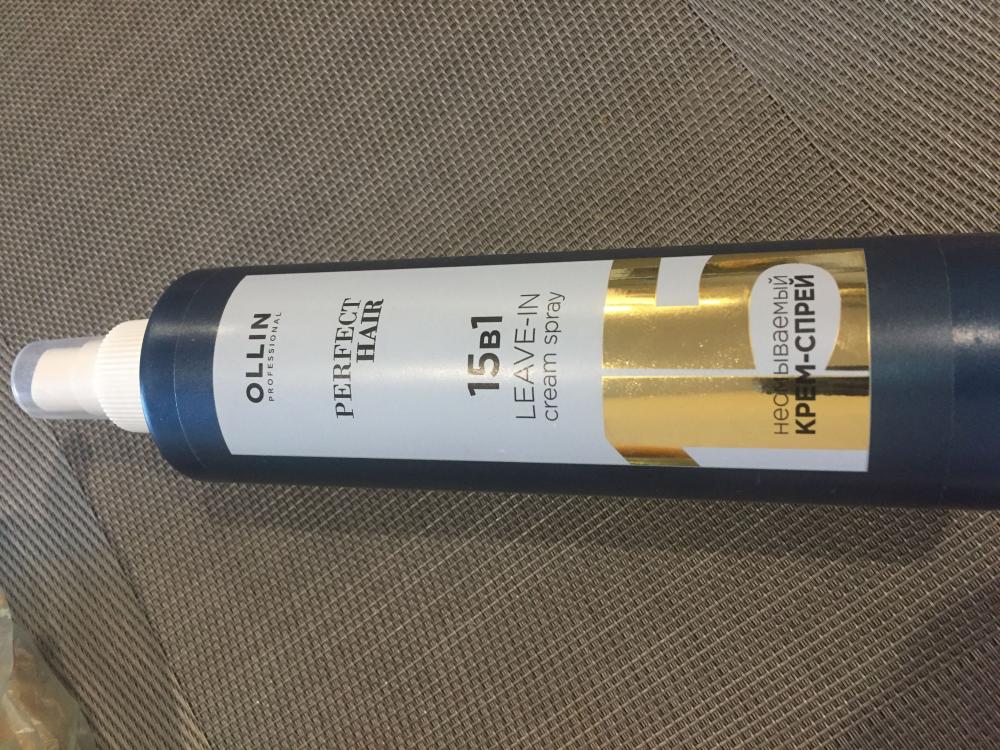 OLLIN
PROFESSIONAL
PERFECT
HAIR
15в1
LEAVE-IN
cream spray
несмываемый
КРЕМ-СПРЕЙ